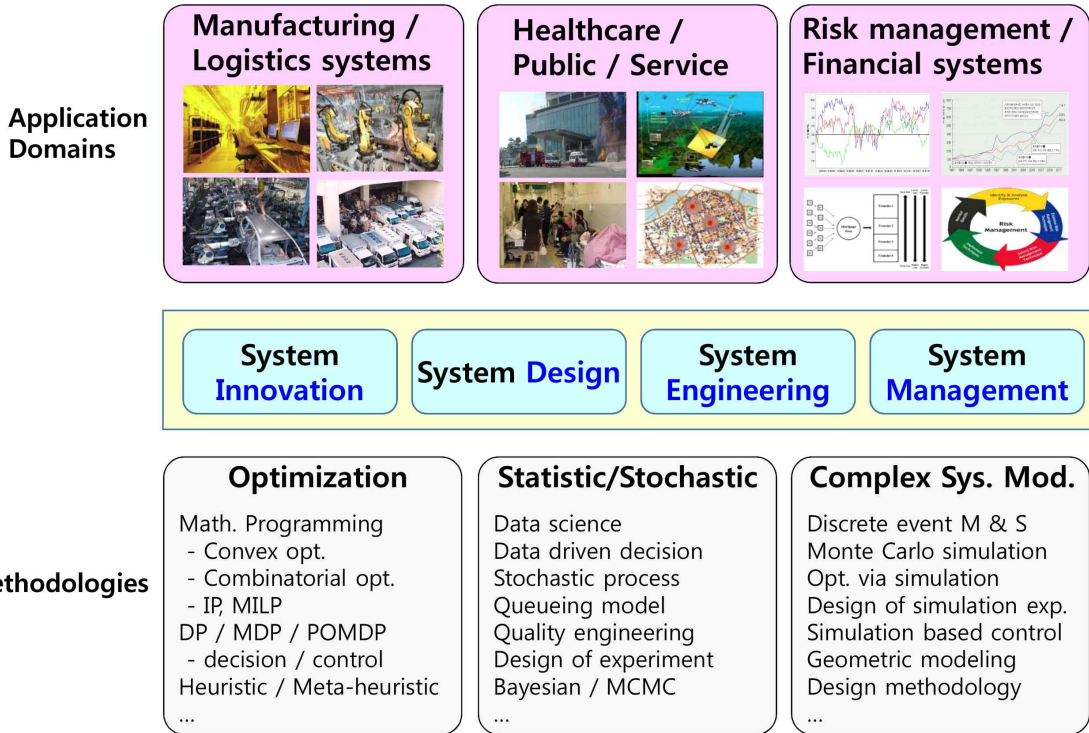 Manufacturing /
Logistics systems
Healthcare /
Public / Service
Risk management /
Financial systems
Application
Domains
Risk
Management
System
Innovation
System Design
System
Engineering
System
Management
ethodologies
Optimization
Math. Programming
- Convex opt.
- Combinatorial opt.
- IP, MILP
DP / MDP / POMDP
- decision / control
Heuristic / Meta-heuristic
...
Statistic/Stochastic
Data science
Data driven decision
Stochastic process
Queueing model
Quality engineering
Design of experiment
Bayesian / MCMC
...
Complex Sys. Mod.
Discrete event M & S
Monte Carlo simulation
Opt. via simulation
Design of simulation exp.
Simulation based control
Geometric modeling
Design methodology
...